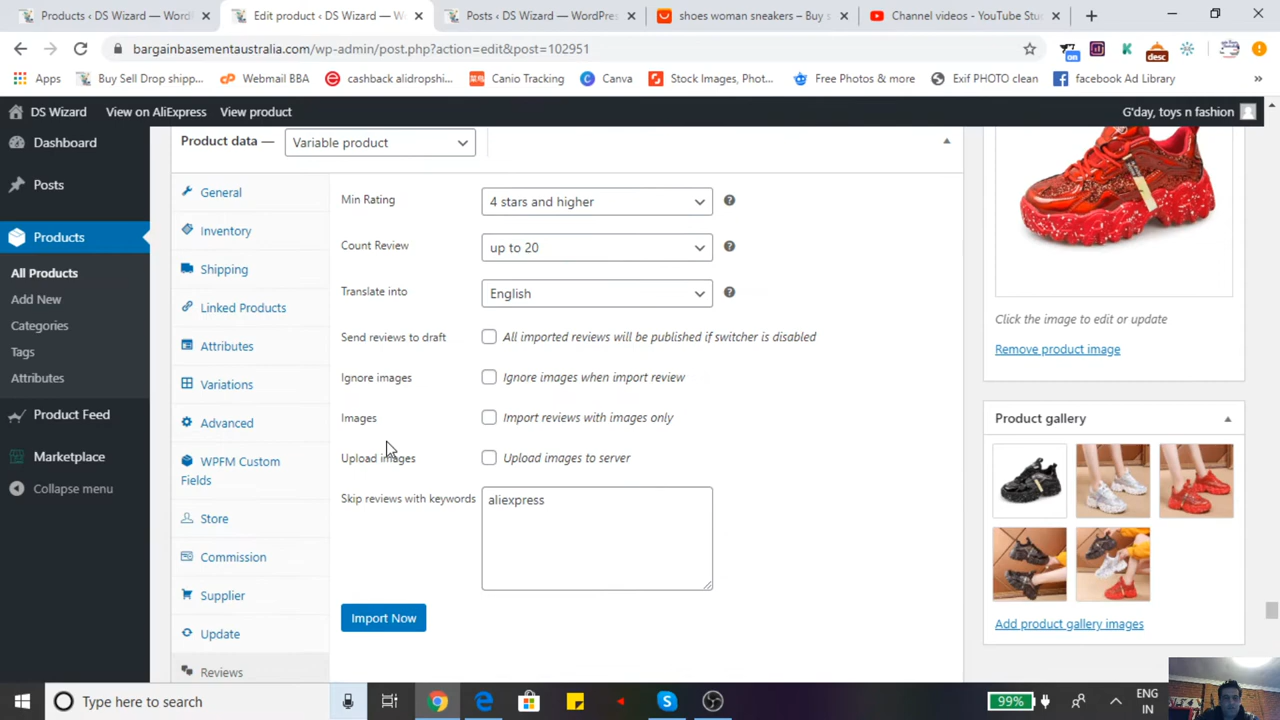 Products ‹ DS Wizard — WordI
Edit product ‹ DS Wizard — W
Posts ‹ DS Wizard — WordPres
shoes woman sneakers – Buy s
Channel videos - YouTube Stu
bargainbasementaustralia.com/wp-admin/post.php?action=edit&post=102951
on
desc
Apps
Buy Sell Drop shipp...
Webmail BBA
cashback alidropshi...
Canio Tracking
Canva
Stock Images, Phot...
Free Photos & more
Exif PHOTO clean
facebook Ad Library
»
DS Wizard
View on AliExpress
View product
G'day, toys n fashion
Dashboard
Posts
Products
All Products
Add New
Categories
Tags
Attributes
Product Feed
Marketplace
Collapse menu
Product data —
Variable product
General
Inventory
Shipping
Linked Products
Attributes
Variations
Advanced
WPFM Custom
Fields
Store
Commission
Supplier
Update
Reviews
Min Rating
4 stars and higher
Count Review
up to 20
Translate into
English
Send reviews to draft
All imported reviews will be published if switcher is disabled
Ignore images
Ignore images when import review
Images
Import reviews with images only
Upload images
Upload images to server
Skip reviews with keywords
aliexpress
Import Now
Click the image to edit or update
Remove product image
Product gallery
Add product gallery images
Type here to search
99%
ENG
IN